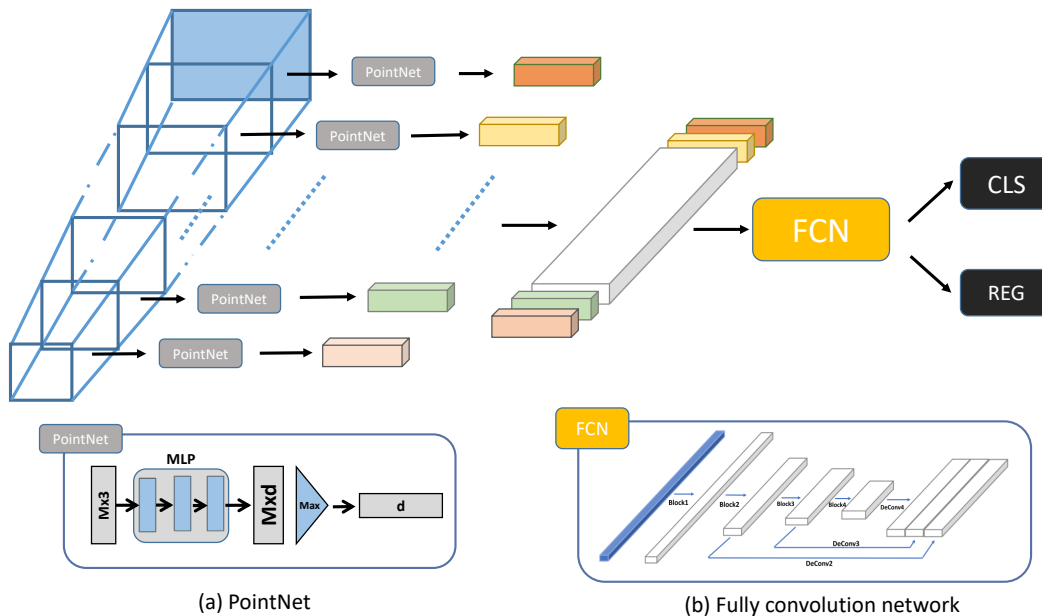 PointNet
PointNet
PointNet
PointNet
FCN
CLS
REG
PointNet
MLP
Mx3
Mxd
Max
d
(a) PointNet
FCN
Block1
Block2
Block3
Block4
DeConv4
DeConv3
DeConv2
(b) Fully convolution network